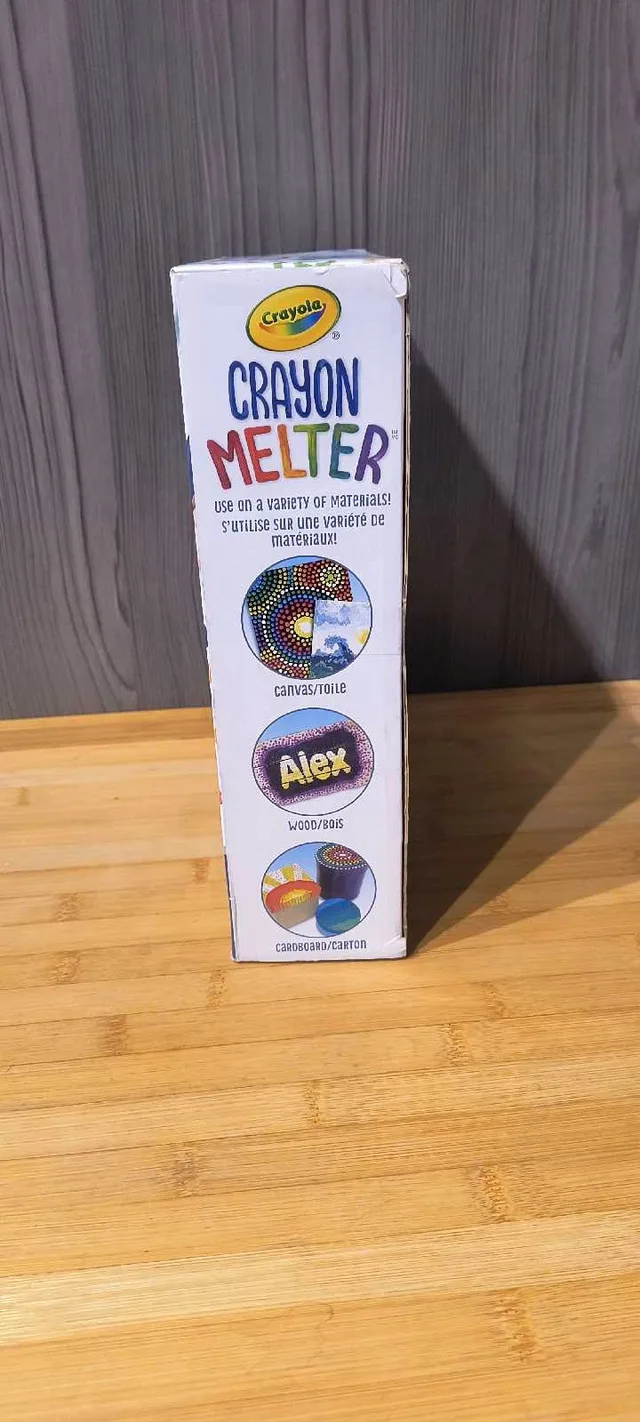 Crayola
CRAYON
MELTER
USE ON A VARIETY OF MATERIALS!
S'UTILISE SUR UNE VARIÉTÉ DE
MATÉRIAUX!
CANVAS/TOILE
Alex
WOOD/BOIS
CARDBOARD/CARTON